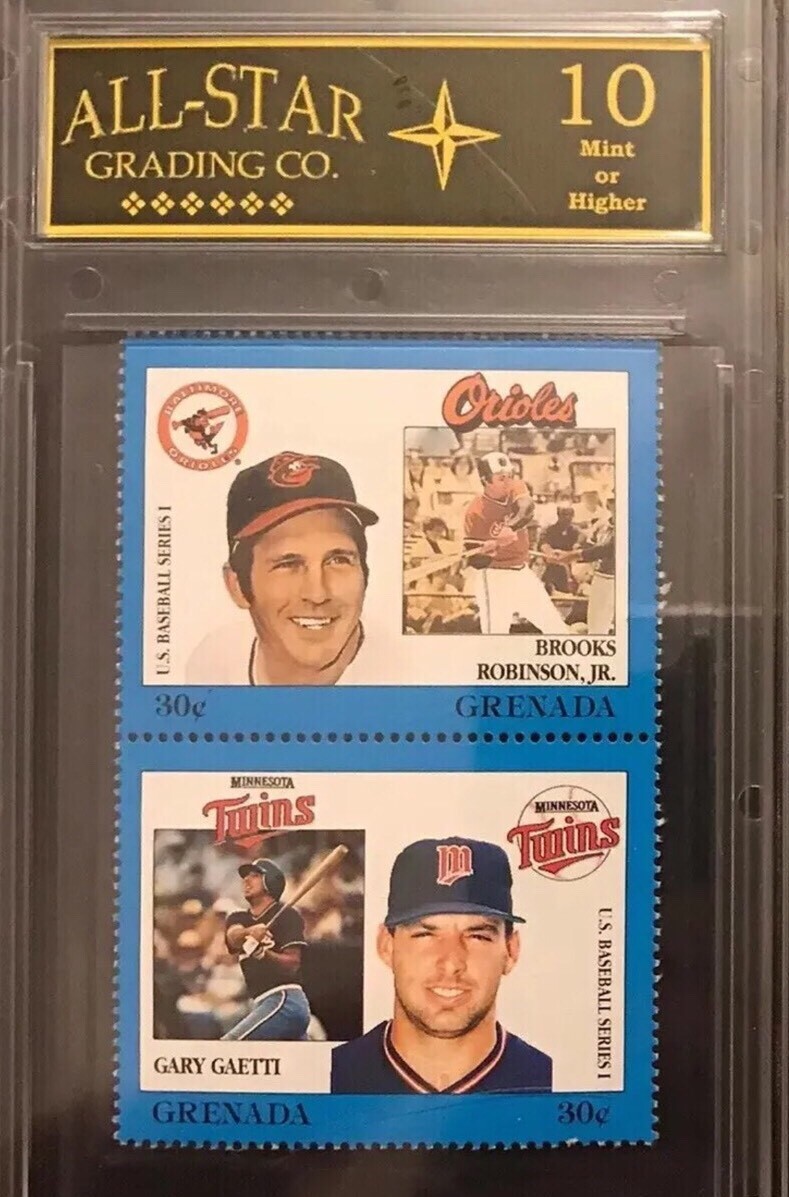 ALL-STAR
GRADING CO.
10
Mint
or
Higher
BALTIMORE
ORIOLES
Orioles
U.S. BASEBALL SERIES I
BROOKS
ROBINSON, JR.
30¢ GRENADA
MINNESOTA
Twins
MINNESOTA
Twins
m
U.S. BASEBALL SERIES I
GARY GAETTI
GRENADA 30¢